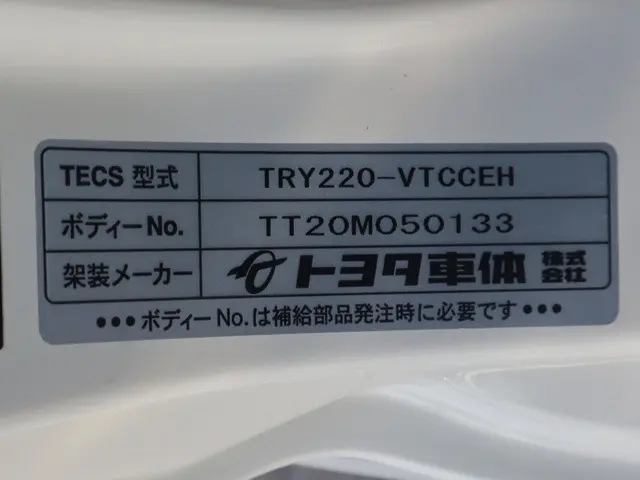 TECS 型式 TRY220-VTCCEH
ボディーNo. TT20M050133
架装メーカー トヨタ車体 株式会社
●●●ボディーNo.は補給部品発注時に必要です●●●